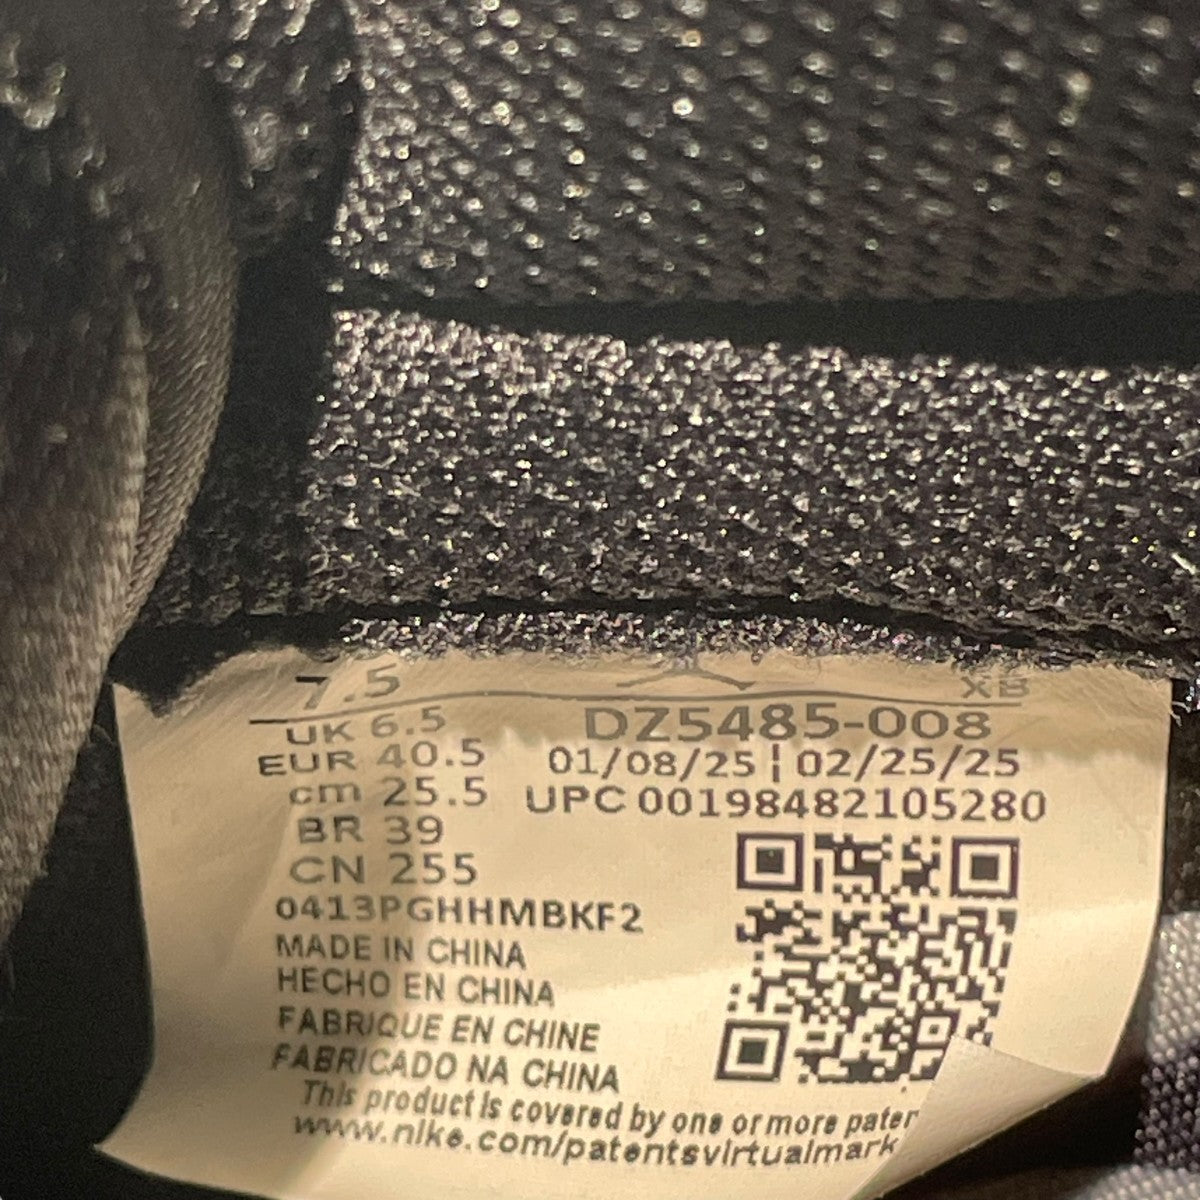 7.5 XB
UK 6.5 DZ5485-008
EUR 40.5 01/08/25 ¦ 02/25/25
cm 25.5 UPC 00198482105280
BR 39
CN 255
0413PGHHMBKF2
MADE IN CHINA
HECHO EN CHINA
FABRIQUE EN CHINE
FABRICADO NA CHINA
This product is covered by one or more pater
www.nike.com/patentsvirtualmark